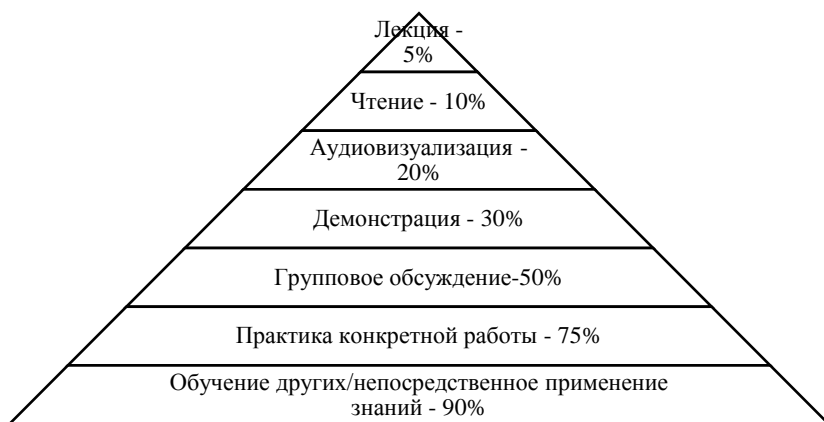 Лекция -
5%
Чтение - 10%
Аудиовизуализация -
20%
Демонстрация - 30%
Групповое обсуждение-50%
Практика конкретной работы - 75%
Обучение других/непосредственное применение
знаний - 90%